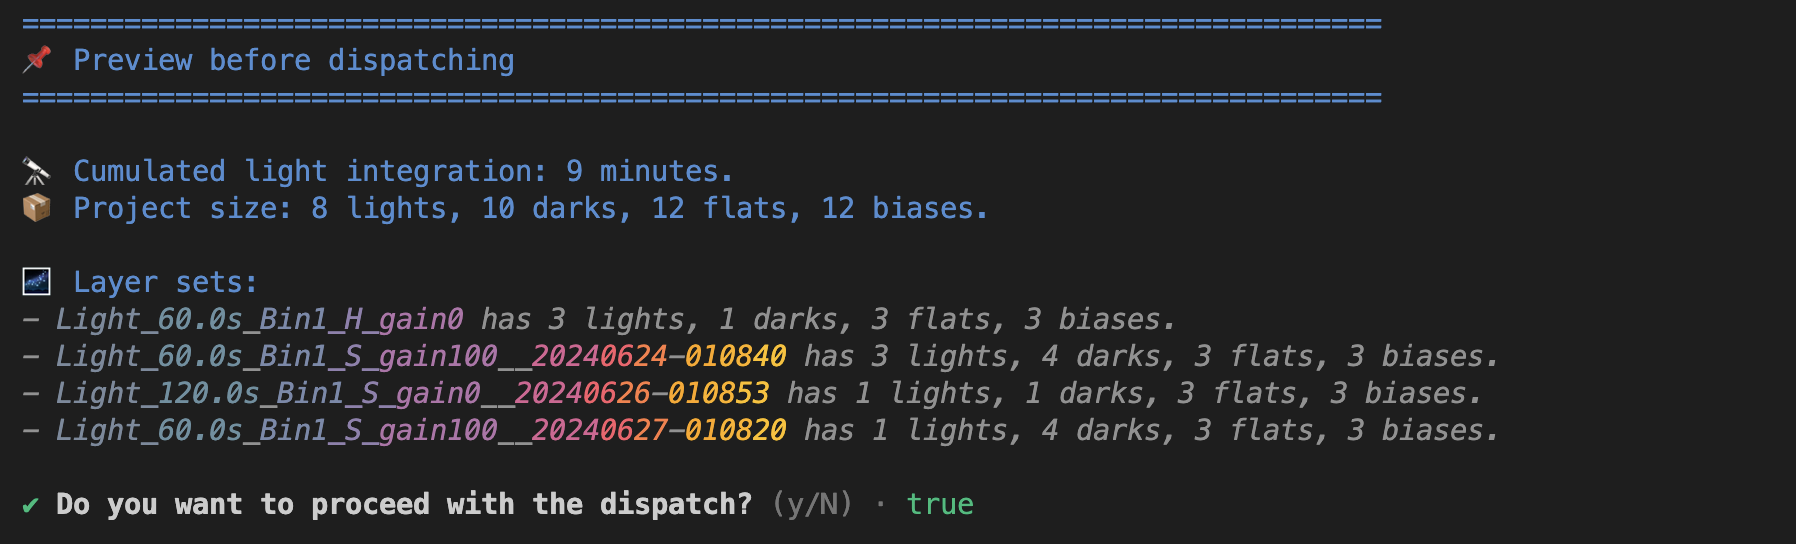 ================================================================================
📌 Preview before dispatching
================================================================================
🔭 Cumulated light integration: 9 minutes.
📦 Project size: 8 lights, 10 darks, 12 flats, 12 biases.
🌌 Layer sets:
- Light_60.0s_Bin1_H_gain0 has 3 lights, 1 darks, 3 flats, 3 biases.
- Light_60.0s_Bin1_S_gain100__20240624-010840 has 3 lights, 4 darks, 3 flats, 3 biases.
- Light_120.0s_Bin1_S_gain0__20240626-010853 has 1 lights, 1 darks, 3 flats, 3 biases.
- Light_60.0s_Bin1_S_gain100__20240627-010820 has 1 lights, 4 darks, 3 flats, 3 biases.
✔ Do you want to proceed with the dispatch? (y/N) · true